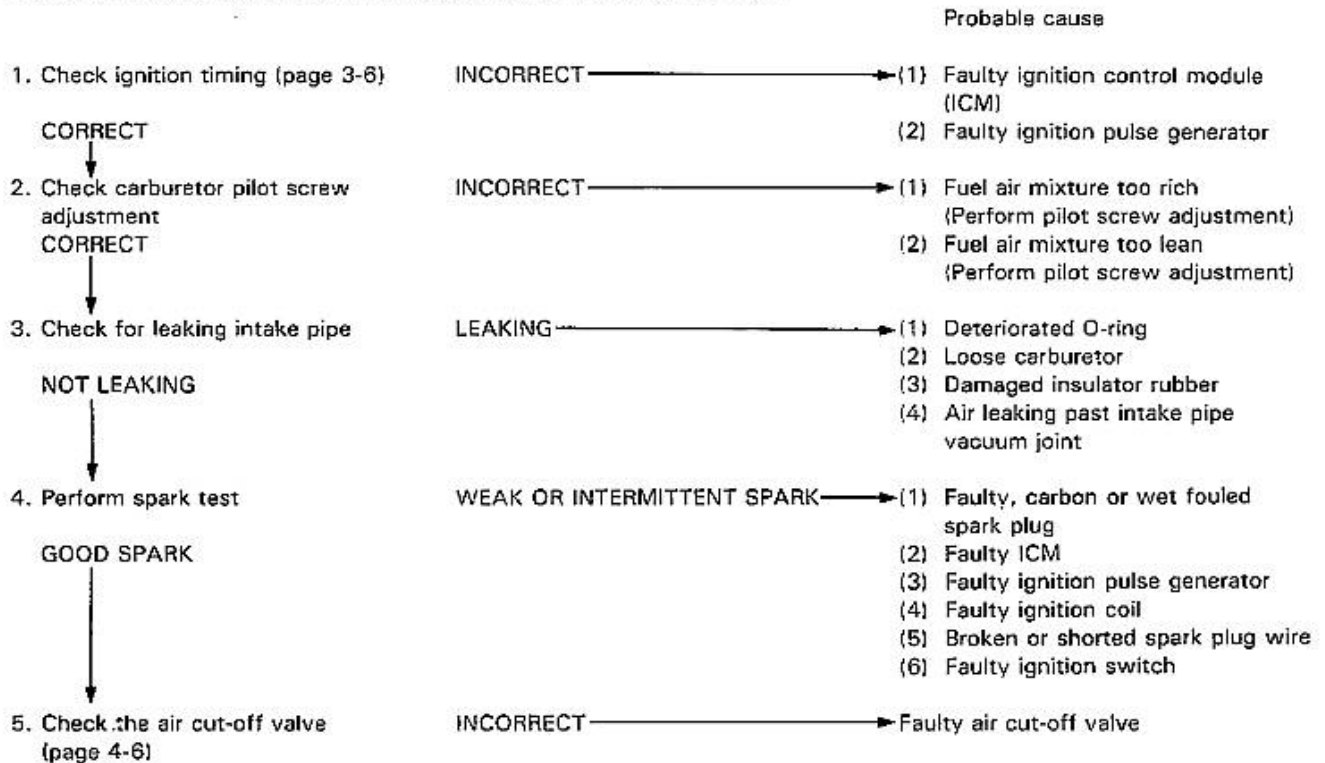 Probable cause
1. Check ignition timing (page 3-6)
INCORRECT
(1) Faulty ignition control module
(ICM)
CORRECT
(2) Faulty ignition pulse generator
2. Check carburetor pilot screw
adjustment
INCORRECT
(1) Fuel air mixture too rich
(Perform pilot screw adjustment)
CORRECT
(2) Fuel air mixture too lean
(Perform pilot screw adjustment)
3. Check for leaking intake pipe
LEAKING
(1) Deteriorated O-ring
(2) Loose carburetor
NOT LEAKING
(3) Damaged insulator rubber
(4) Air leaking past intake pipe
vacuum joint
4. Perform spark test
WEAK OR INTERMITTENT SPARK
(1) Faulty, carbon or wet fouled
spark plug
GOOD SPARK
(2) Faulty ICM
(3) Faulty ignition pulse generator
(4) Faulty ignition coil
(5) Broken or shorted spark plug wire
(6) Faulty ignition switch
5. Check the air cut-off valve
(page 4-6)
INCORRECT
Faulty air cut-off valve